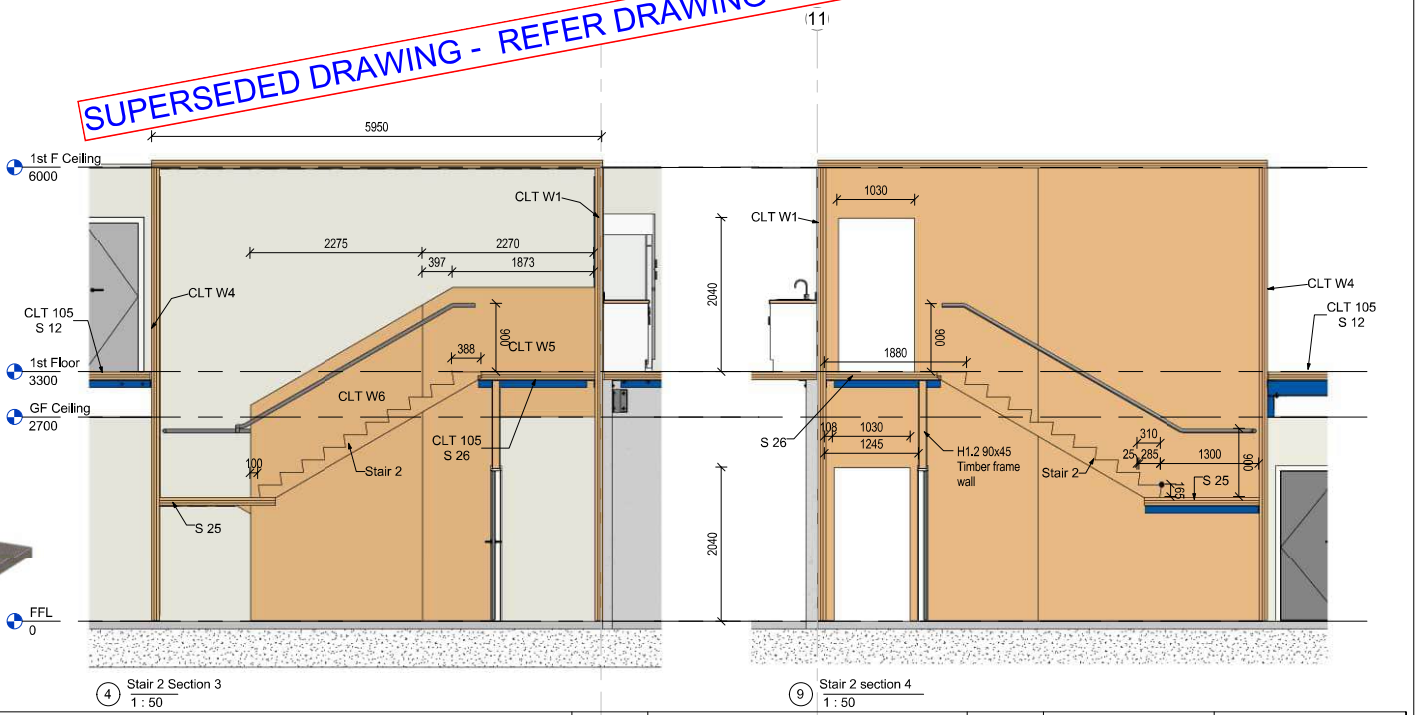 SUPERSEDED DRAWING - REFER DRAWING
11
5950
1st F Ceiling
6000
CLT W1
2275
2270
397
1873
CLT W4
CLT 105
S 12
1st Floor
3300
GF Ceiling
2700
388
900
CLT W5
CLT W6
CLT 105
S 26
100
Stair 2
S 25
FFL
0
4
Stair 2 Section 3
1 : 50
1030
CLT W1
2040
CLT W4
CLT 105
S 12
1880
900
S 26
108
1030
1245
H1.2 90x45
Timber frame
wall
Stair 2
310
25
285
1300
900
165
S 25
2040
9
Stair 2 section 4
1 : 50